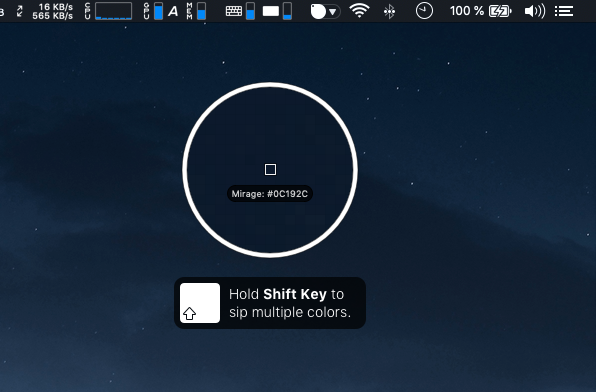 16 KB/s
565 KB/s
CPU
GPU
A
MEM
100 %
Mirage: #0C192C
Hold Shift Key to
sip multiple colors.